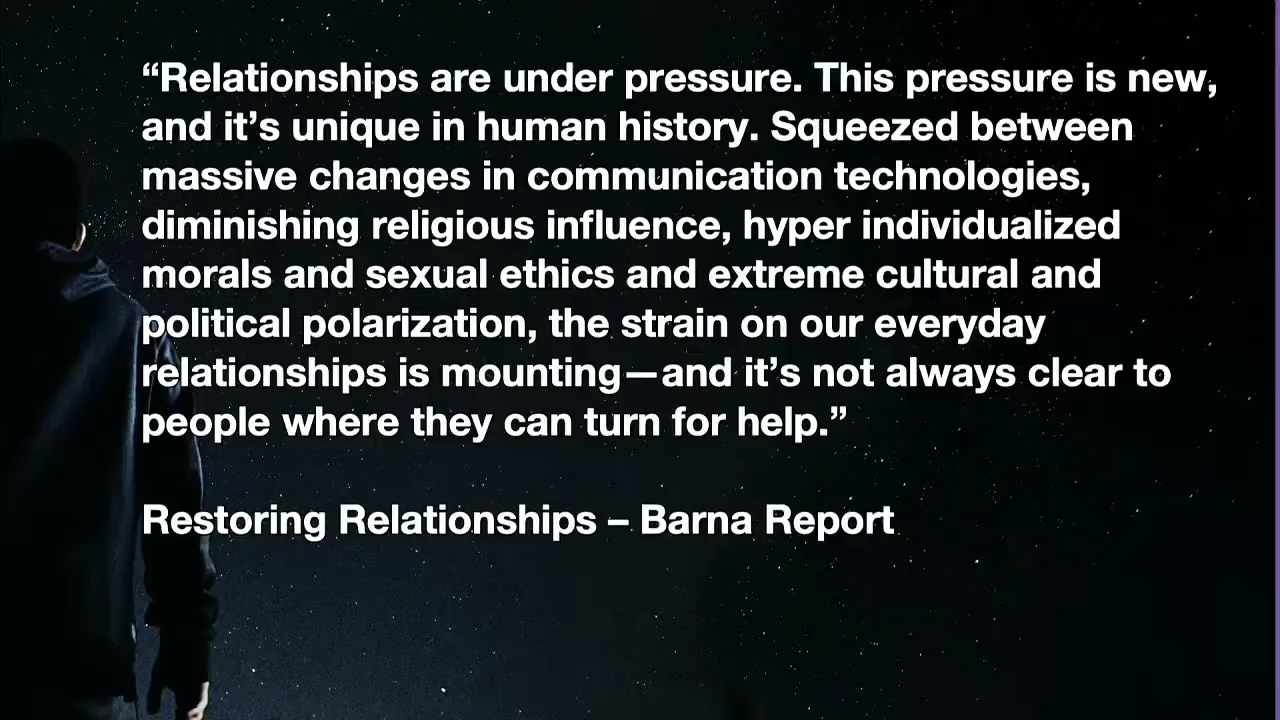 “Relationships are under pressure. This pressure is new,
and it’s unique in human history. Squeezed between
massive changes in communication technologies,
diminishing religious influence, hyper individualized
morals and sexual ethics and extreme cultural and
political polarization, the strain on our everyday
relationships is mounting—and it’s not always clear to
people where they can turn for help.”
Restoring Relationships – Barna Report